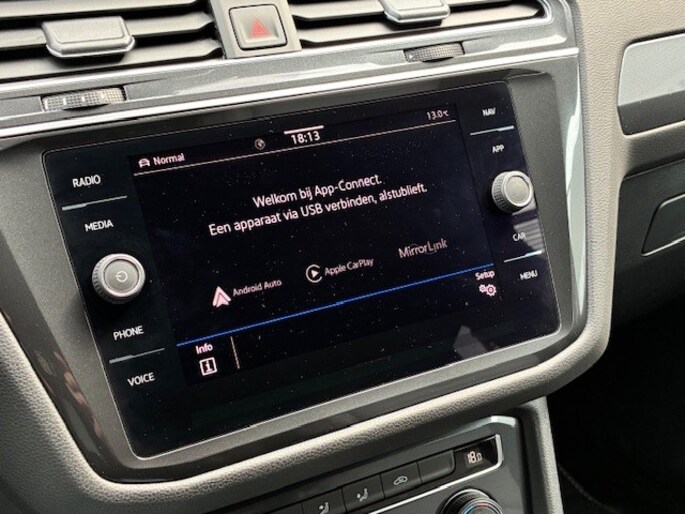 RADIO
MEDIA
PHONE
VOICE
Normal
18:13
13.0°C
Welkom bij App-Connect.
Een apparaat via USB verbinden, alstublieft.
Android Auto
Apple CarPlay
MirrorLink
Setup
Info
NAV
APP
CAR
MENU
18.0